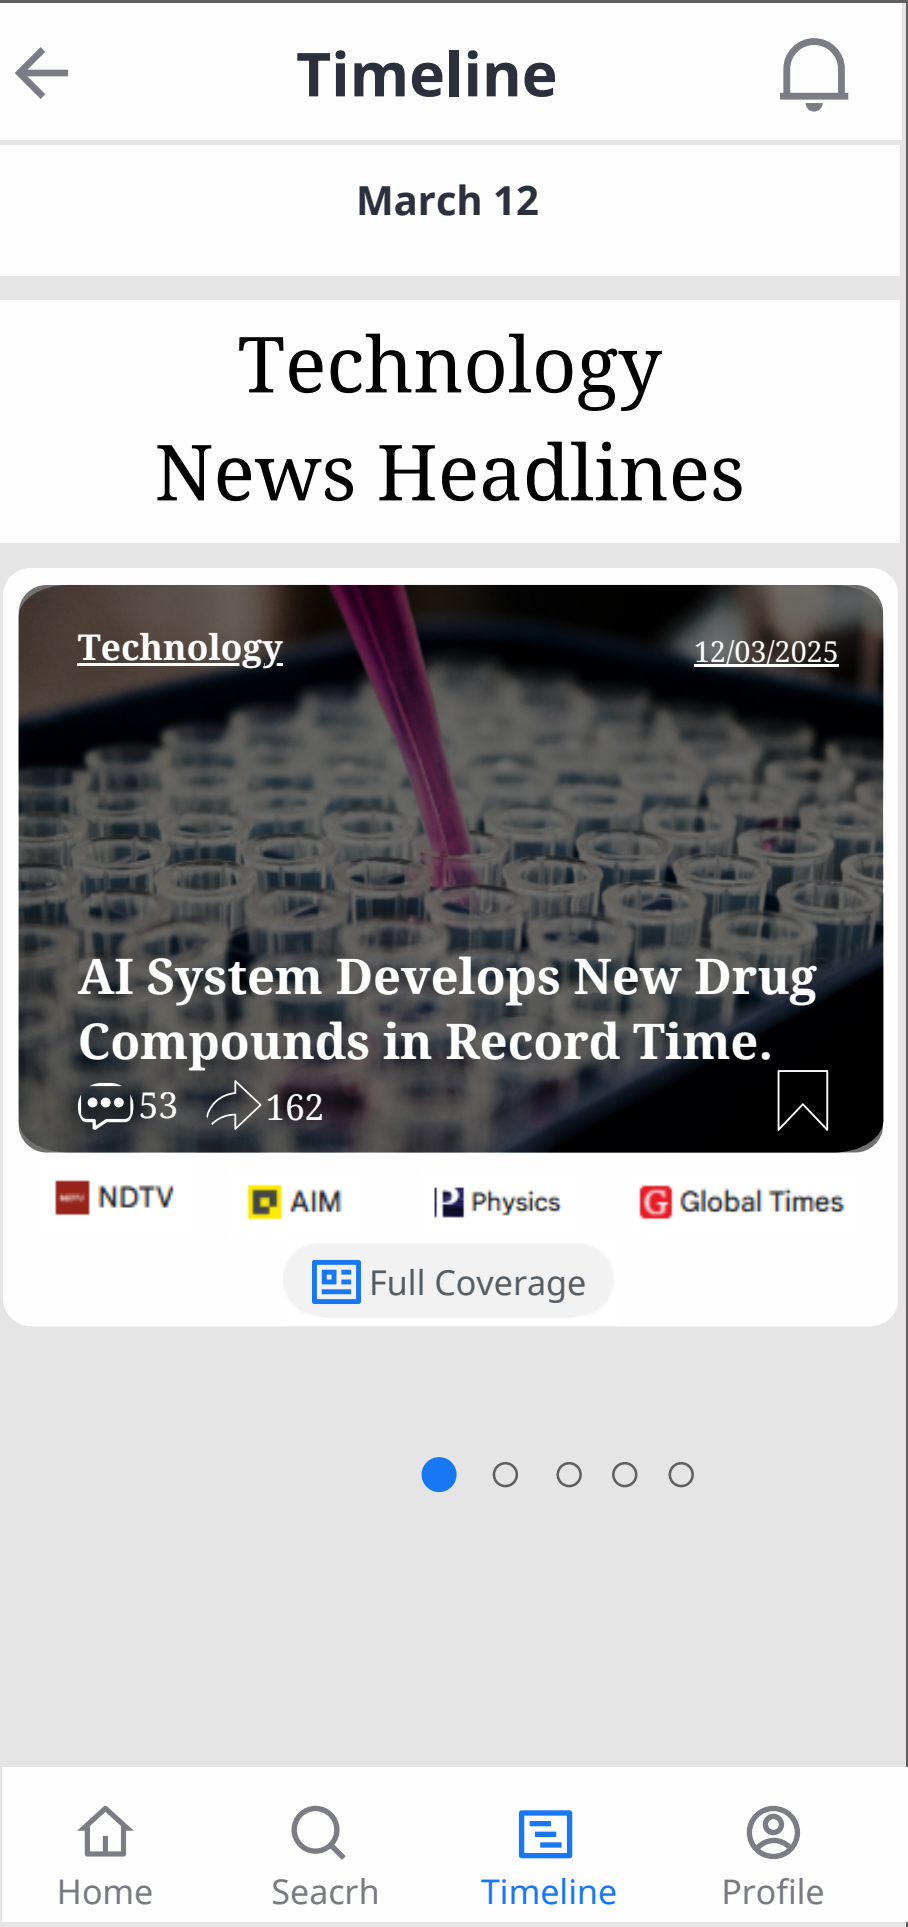 Timeline
March 12
Technology
News Headlines
Technology
12/03/2025
AI System Develops New Drug
Compounds in Record Time.
53 162
NDTV AIM Physics Global Times
Full Coverage
Home Seacrh Timeline Profile